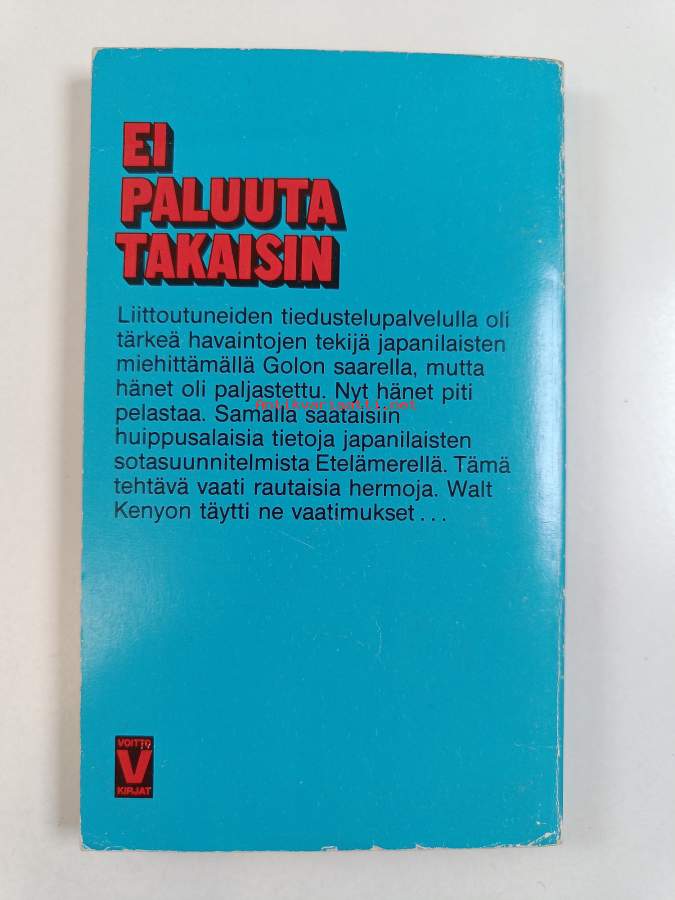 EI
PALUUTA
TAKAISIN
Liittoutuneiden tiedustelupalvelulla oli
tärkeä havaintojen tekijä japanilaisten
miehittämällä Golon saarella, mutta
hänet oli paljastettu. Nyt hänet piti
Antikvariaatti.net
pelastaa. Samalla saataisiin
huippusalaisia tietoja japanilaisten
sotasuunnitelmista Etelämerellä. Tämä
tehtävä vaati rautaisia hermoja. Walt
Kenyon täytti ne vaatimukset...
VOITTO
V
KIRJAT